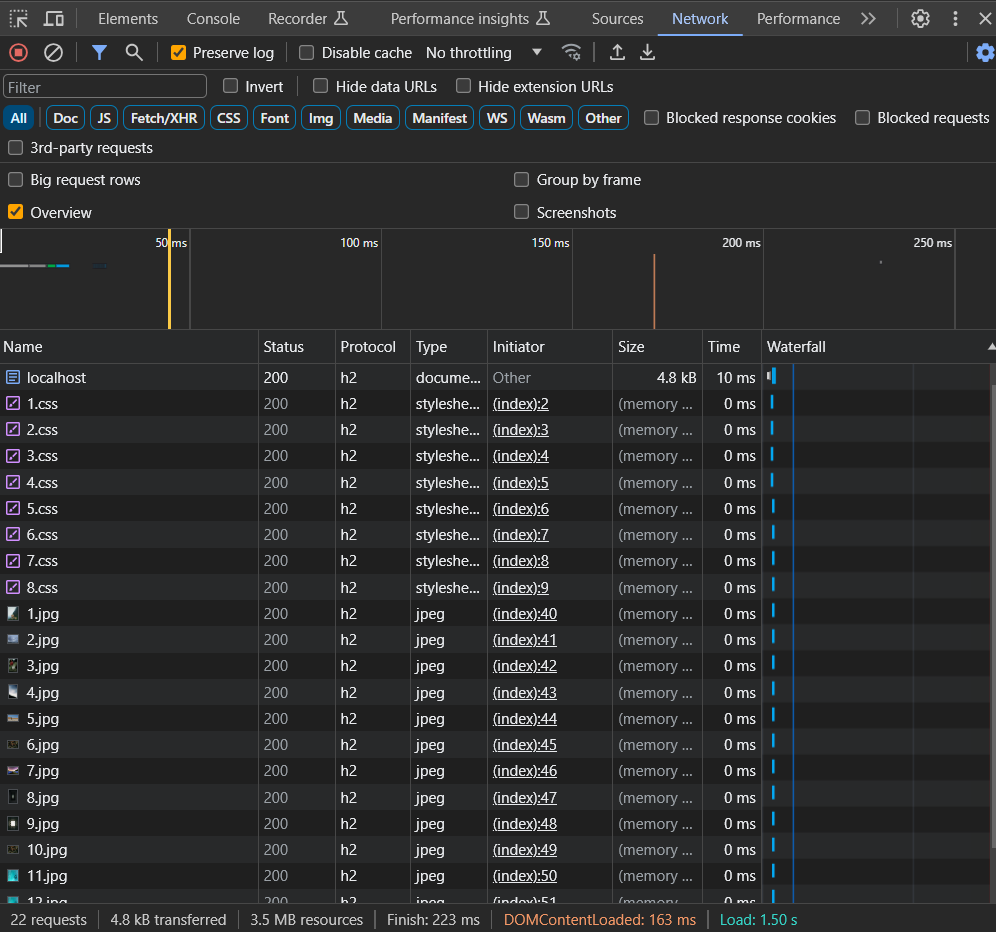 Elements Console Recorder Performance insights Sources Network Performance
Preserve log Disable cache No throttling
Filter Invert Hide data URLs Hide extension URLs
All Doc JS Fetch/XHR CSS Font Img Media Manifest WS Wasm Other Blocked response cookies Blocked requests
3rd-party requests
Big request rows Group by frame
Overview Screenshots
50 ms 100 ms 150 ms 200 ms 250 ms
Name Status Protocol Type Initiator Size Time Waterfall
localhost 200 h2 docume... Other 4.8 kB 10 ms
1.css 200 h2 styleshe... (index):2 (memory ... 0 ms
2.css 200 h2 styleshe... (index):3 (memory ... 0 ms
3.css 200 h2 styleshe... (index):4 (memory ... 0 ms
4.css 200 h2 styleshe... (index):5 (memory ... 0 ms
5.css 200 h2 styleshe... (index):6 (memory ... 0 ms
6.css 200 h2 styleshe... (index):7 (memory ... 0 ms
7.css 200 h2 styleshe... (index):8 (memory ... 0 ms
8.css 200 h2 styleshe... (index):9 (memory ... 0 ms
1.jpg 200 h2 jpeg (index):40 (memory ... 0 ms
2.jpg 200 h2 jpeg (index):41 (memory ... 0 ms
3.jpg 200 h2 jpeg (index):42 (memory ... 0 ms
4.jpg 200 h2 jpeg (index):43 (memory ... 0 ms
5.jpg 200 h2 jpeg (index):44 (memory ... 0 ms
6.jpg 200 h2 jpeg (index):45 (memory ... 0 ms
7.jpg 200 h2 jpeg (index):46 (memory ... 0 ms
8.jpg 200 h2 jpeg (index):47 (memory ... 0 ms
9.jpg 200 h2 jpeg (index):48 (memory ... 0 ms
10.jpg 200 h2 jpeg (index):49 (memory ... 0 ms
11.jpg 200 h2 jpeg (index):50 (memory ... 0 ms
12.jpg 200 h2 jpeg (index):51 (memory ... 0 ms
22 requests 4.8 kB transferred 3.5 MB resources Finish: 223 ms DOMContentLoaded: 163 ms Load: 1.50 s